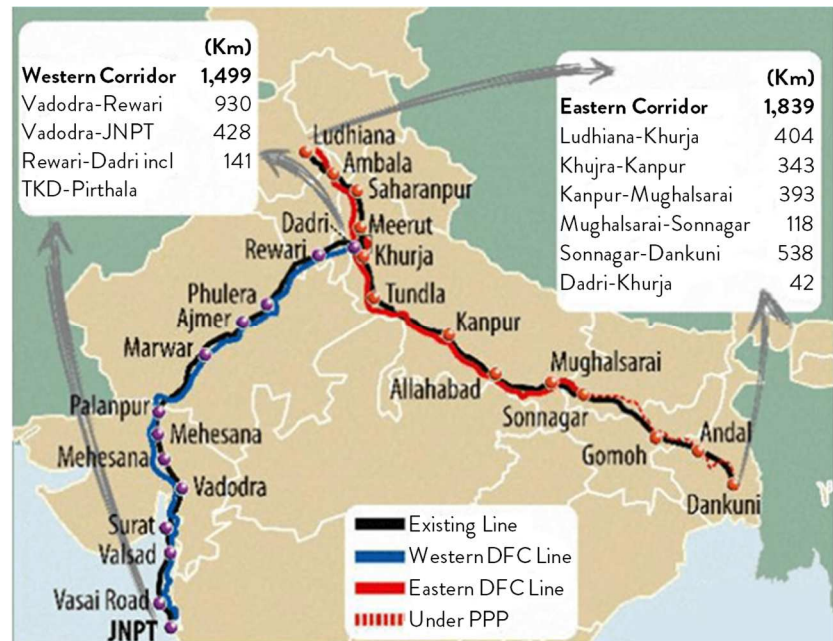 (Km)
Western Corridor 1,499
Vadodra-Rewari 930
Vadodra-JNPT 428
Rewari-Dadri incl 141
TKD-Pirthala
(Km)
Eastern Corridor 1,839
Ludhiana-Khurja 404
Khujra-Kanpur 343
Kanpur-Mughalsarai 393
Mughalsarai-Sonnagar 118
Sonnagar-Dankuni 538
Dadri-Khurja 42
Ludhiana
Ambala
Saharanpur
Dadri
Meerut
Rewari
Khurja
Phulera
Tundla
Ajmer
Kanpur
Marwar
Mughalsarai
Allahabad
Palanpur
Sonnagar
Mehesana
Andal
Mehesana
Gomoh
Vadodra
Dankuni
Surat
Valsad
Vasai Road
JNPT
Existing Line
Western DFC Line
Eastern DFC Line
Under PPP